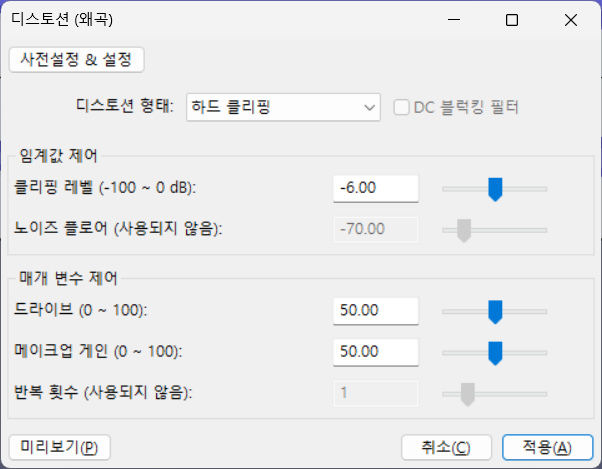 디스토션 (왜곡)
사전설정 & 설정
디스토션 형태: 하드 클리핑 DC 블럭킹 필터
임계값 제어
클리핑 레벨 (-100 ~ 0 dB): -6.00
노이즈 플로어 (사용되지 않음): -70.00
매개 변수 제어
드라이브 (0 ~ 100): 50.00
메이크업 게인 (0 ~ 100): 50.00
반복 횟수 (사용되지 않음): 1
미리보기(P) 취소(C) 적용(A)